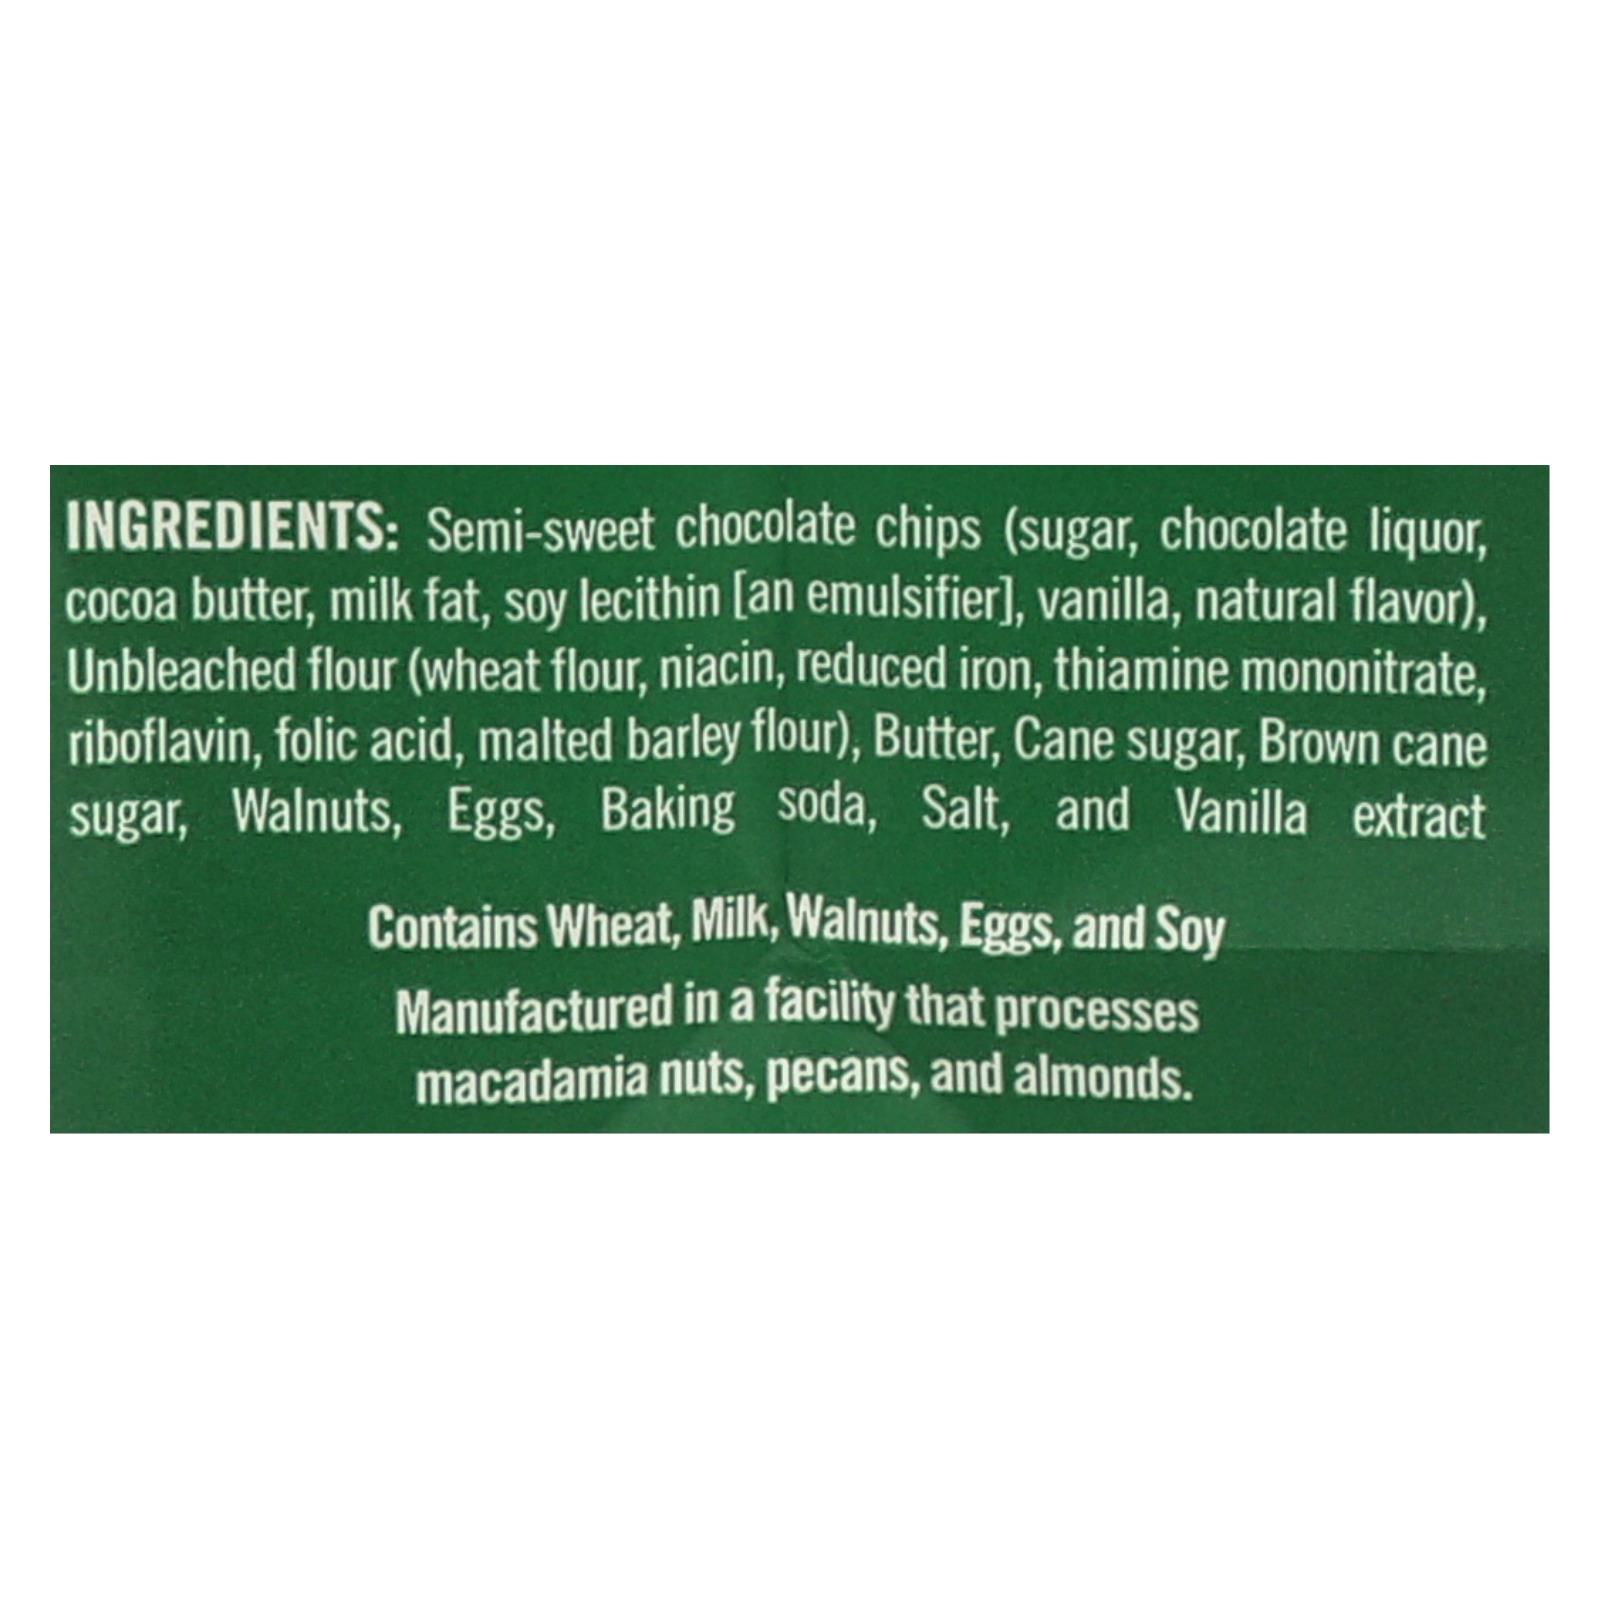 INGREDIENTS: Semi-sweet chocolate chips (sugar, chocolate liquor,
cocoa butter, milk fat, soy lecithin [an emulsifier], vanilla, natural flavor),
Unbleached flour (wheat flour, niacin, reduced iron, thiamine mononitrate,
riboflavin, folic acid, malted barley flour), Butter, Cane sugar, Brown cane
sugar, Walnuts, Eggs, Baking soda, Salt, and Vanilla extract
Contains Wheat, Milk, Walnuts, Eggs, and Soy
Manufactured in a facility that processes
macadamia nuts, pecans, and almonds.